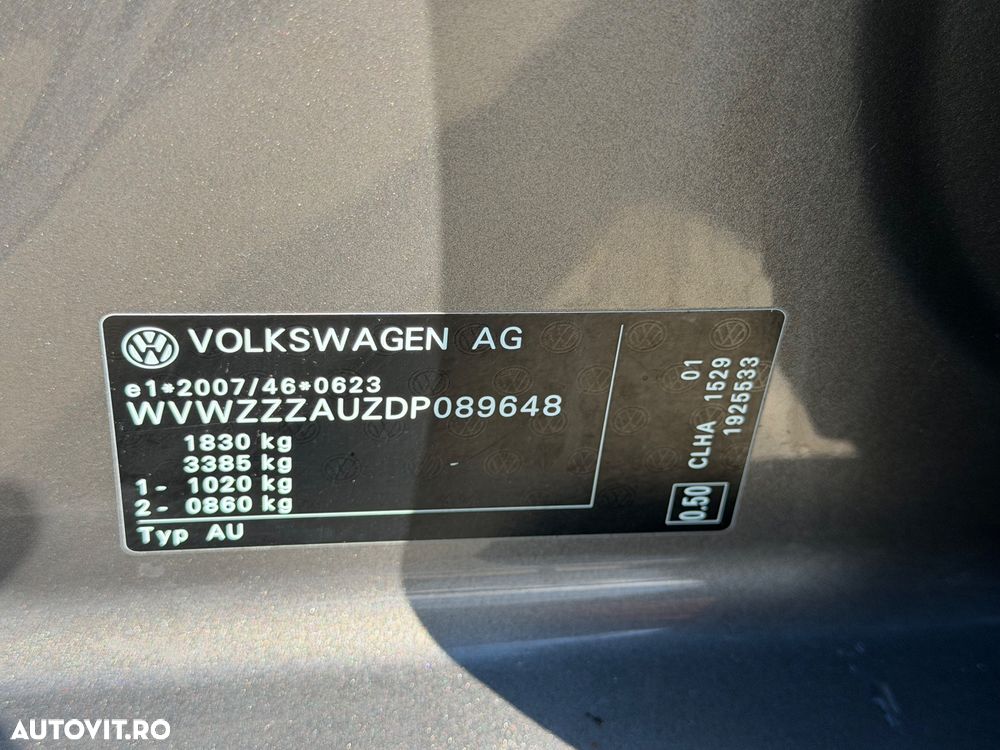 VOLKSWAGEN AG
e1*2007/46*0623
WVWZZZAUZDP089648
1830 kg
3385 kg
1- 1020 kg
2- 0860 kg
Typ AU
01
CLHA 1529
1925533
0.50
AUTOVIT.RO